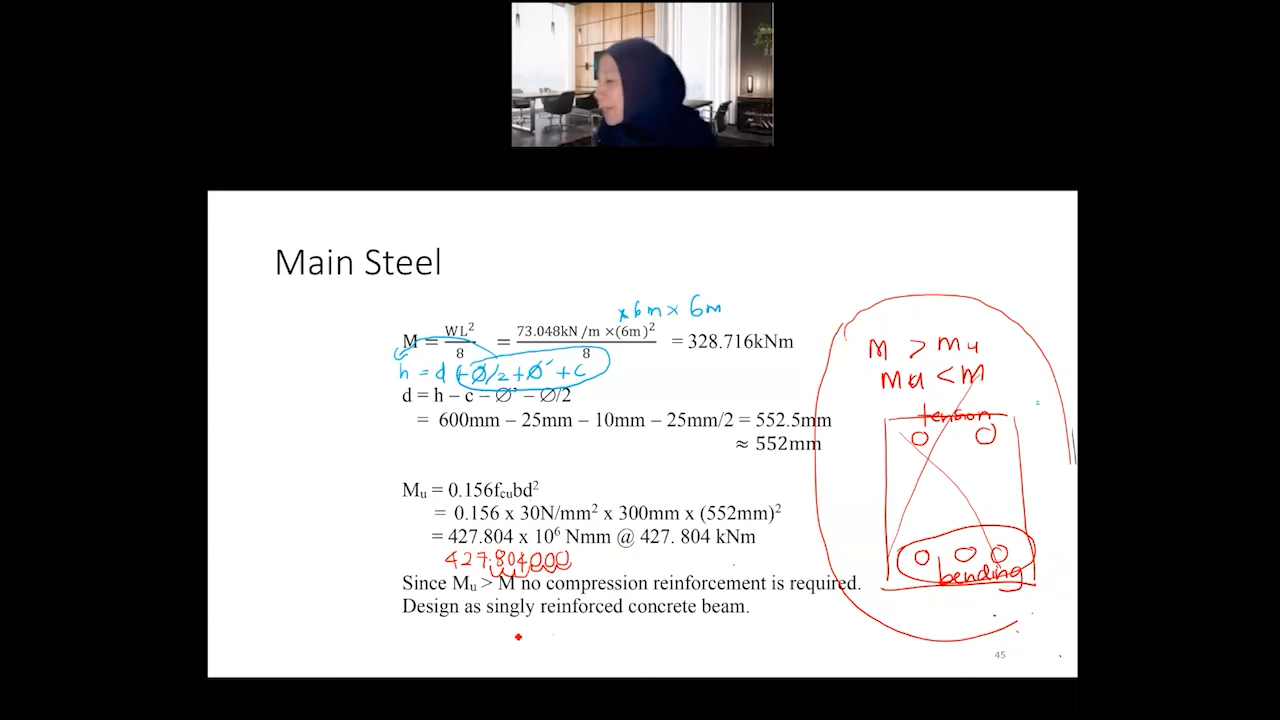 Main Steel
× 6m × 6m
M = WL²/8 = 73.048kN /m ×(6m)²/8 = 328.716kNm
h = d + Ø/2 + Ø' + c
d = h – c – Ø' – Ø/2
= 600mm – 25mm – 10mm – 25mm/2 = 552.5mm
≈ 552mm
Mᵤ = 0.156f꜀ᵤbd²
= 0.156 x 30N/mm² x 300mm x (552mm)²
= 427.804 x 10⁶ Nmm @ 427. 804 kNm
427.804000
Since Mᵤ > M no compression reinforcement is required.
Design as singly reinforced concrete beam.
M > Mu
Mu < M
tension
bending
45